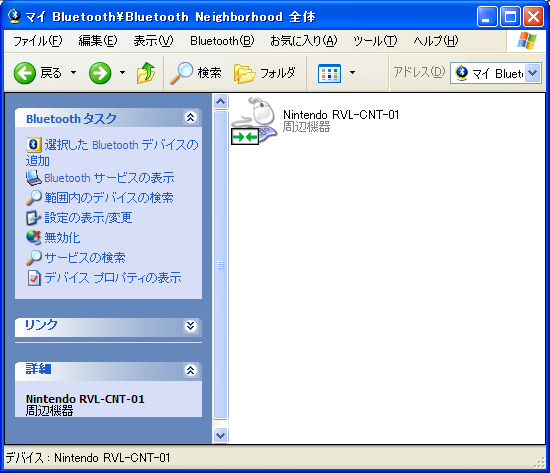 マイ Bluetooth¥Bluetooth Neighborhood 全体
ファイル(F) 編集(E) 表示(V) Bluetooth(B) お気に入り(A) ツール(T) ヘルプ(H)
戻る 検索 フォルダ アドレス(D) マイ Bluet
Bluetooth タスク
選択した Bluetooth デバイスの
追加
Bluetooth サービスの表示
範囲内のデバイスの検索
設定の表示/変更
無効化
サービスの検索
デバイス プロパティの表示
リンク
詳細
Nintendo RVL-CNT-01
周辺機器
Nintendo RVL-CNT-01
周辺機器
デバイス : Nintendo RVL-CNT-01